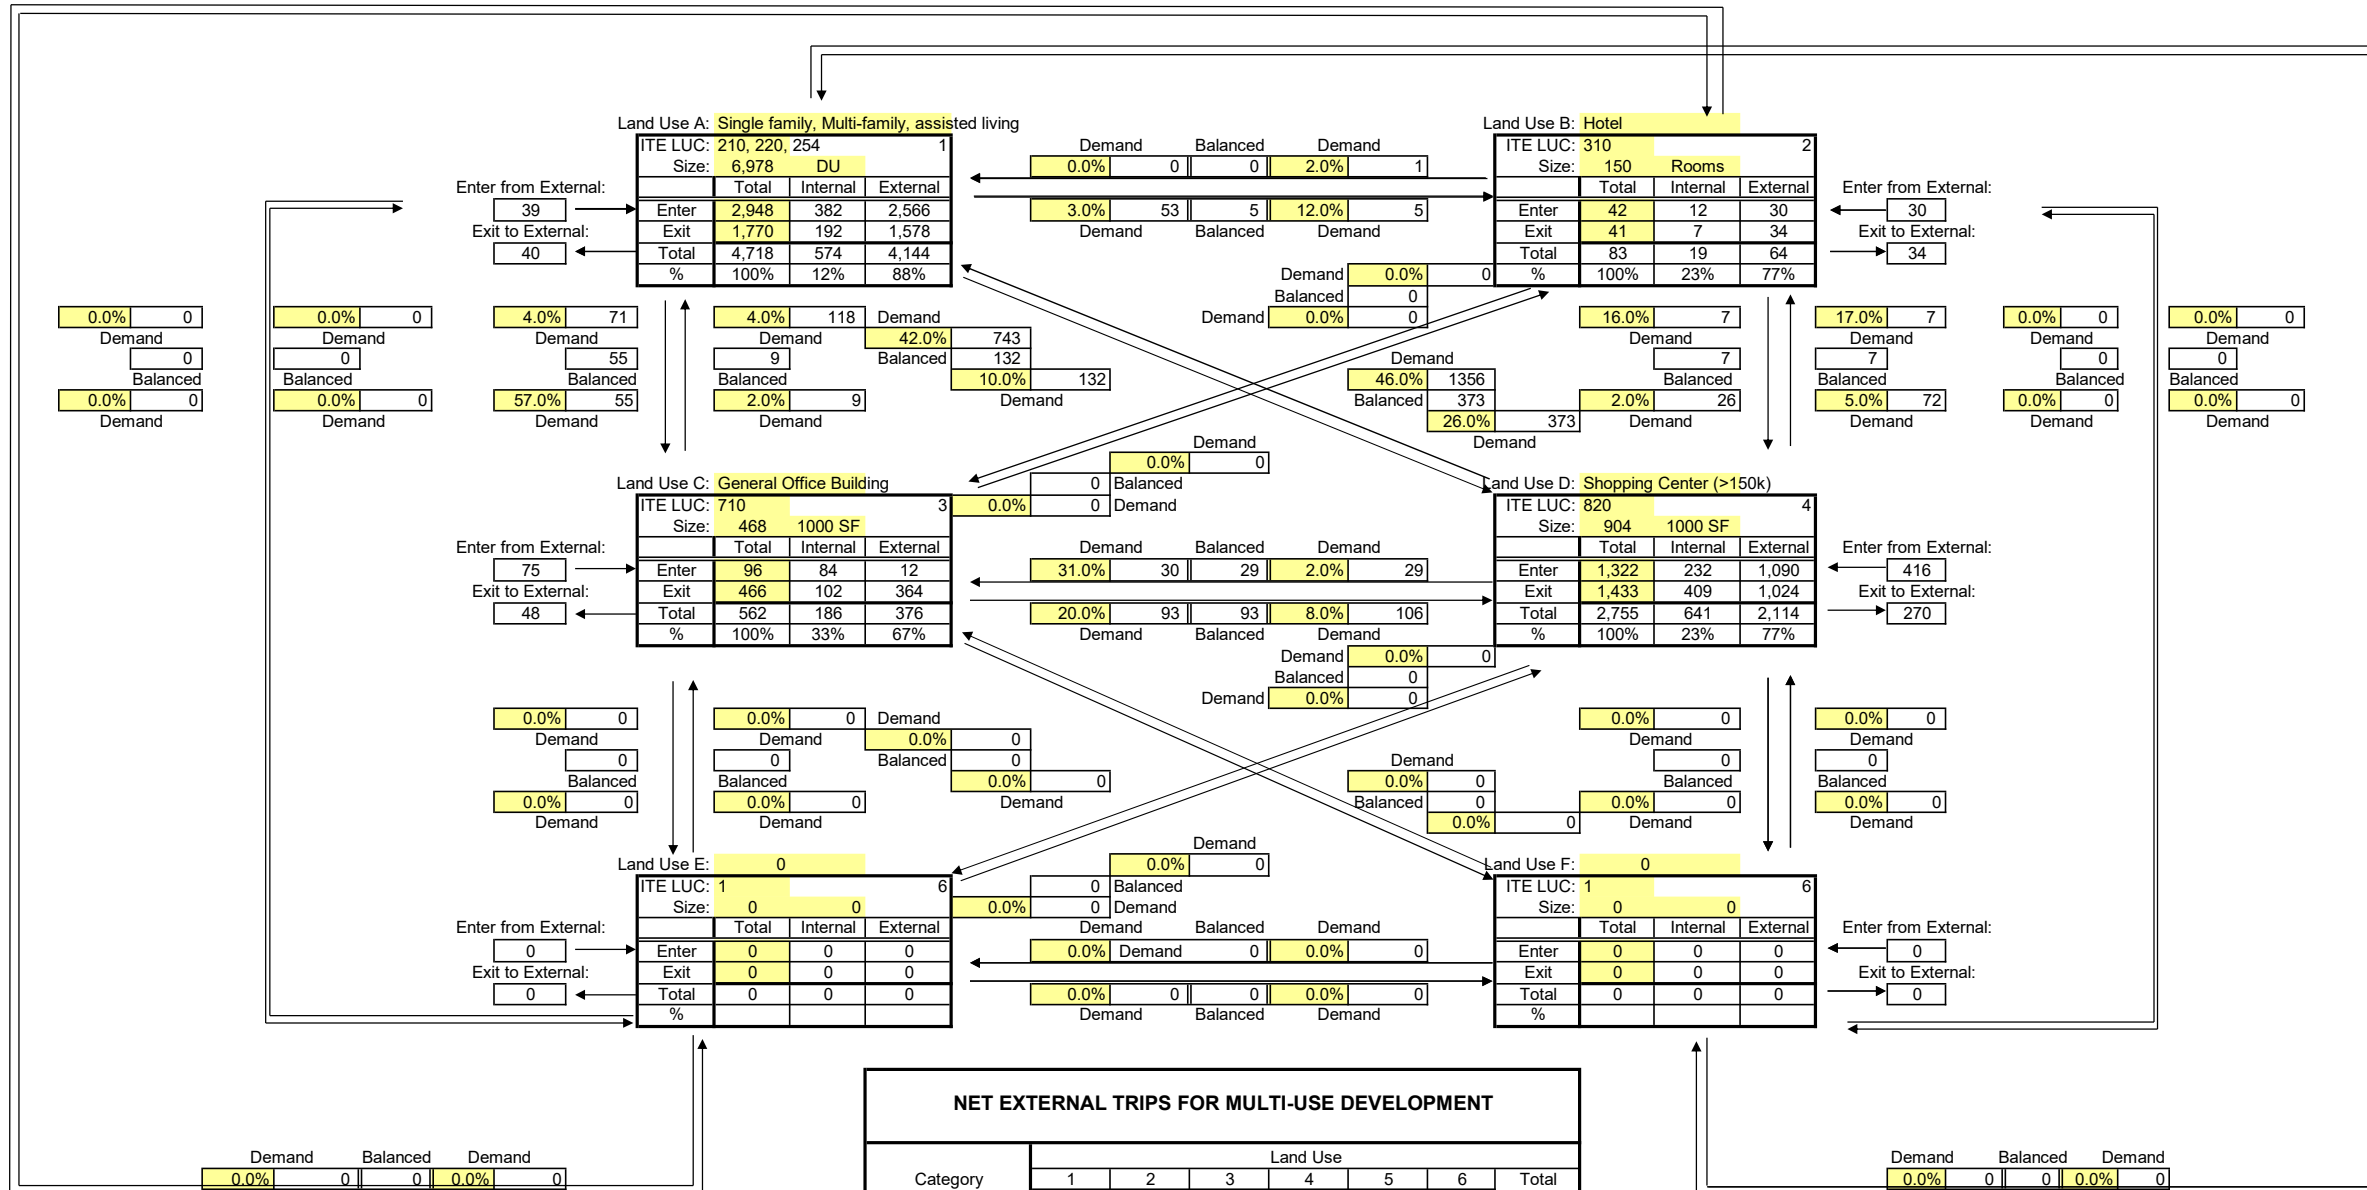 Land Use A: Single family, Multi-family, assisted living Land Use B: Hotel
ITE LUC: 210, 220, 254 1 Demand Balanced Demand ITE LUC: 310 2
Size: 6,978 DU 0.0% 0 0 2.0% 1 Size: 150 Rooms
Enter from External: Total Internal External Total Internal External Enter from External:
39 Enter 2,948 382 2,566 3.0% 53 5 12.0% 5 Enter 42 12 30 30
Exit to External: Exit 1,770 192 1,578 Demand Balanced Demand Exit 41 7 34 Exit to External:
40 Total 4,718 574 4,144 Total 83 19 64 34
% 100% 12% 88% Demand 0.0% 0 % 100% 23% 77%
Balanced 0
0.0% 0 0.0% 0 4.0% 71 4.0% 118 Demand Demand 0.0% 0 16.0% 7 17.0% 7 0.0% 0 0.0% 0
Demand Demand Demand Demand 42.0% 743 Demand Demand Demand Demand
0 0 55 9 Balanced 132 Demand 7 7 0 0
Balanced Balanced Balanced Balanced 10.0% 132 46.0% 1356 Balanced Balanced Balanced Balanced
0.0% 0 0.0% 0 57.0% 55 2.0% 9 Demand Balanced 373 2.0% 26 5.0% 72 0.0% 0 0.0% 0
Demand Demand Demand Demand 26.0% 373 Demand Demand Demand Demand
Demand Demand
0.0% 0
Land Use C: General Office Building 0 Balanced Land Use D: Shopping Center (>150k)
ITE LUC: 710 3 0.0% 0 Demand ITE LUC: 820 4
Size: 468 1000 SF Size: 904 1000 SF
Enter from External: Total Internal External Demand Balanced Demand Total Internal External Enter from External:
75 Enter 96 84 12 31.0% 30 29 2.0% 29 Enter 1,322 232 1,090 416
Exit to External: Exit 466 102 364 Exit 1,433 409 1,024 Exit to External:
48 Total 562 186 376 20.0% 93 93 8.0% 106 Total 2,755 641 2,114 270
% 100% 33% 67% Demand Balanced Demand % 100% 23% 77%
Demand 0.0% 0
Balanced 0
Demand 0.0% 0
0.0% 0 0.0% 0 Demand 0.0% 0 0.0% 0
Demand Demand 0.0% 0 Demand Demand
0 0 Balanced 0 Demand 0 0
Balanced Balanced 0.0% 0 0.0% 0 Balanced Balanced
0.0% 0 0.0% 0 Demand Balanced 0 0.0% 0 0.0% 0
Demand Demand 0.0% 0 Demand Demand
Demand
Land Use E: 0 0.0% 0 Land Use F: 0
ITE LUC: 1 6 0 Balanced ITE LUC: 1 6
Size: 0 0 0.0% 0 Demand Size: 0 0
Enter from External: Total Internal External Demand Balanced Demand Total Internal External Enter from External:
0 Enter 0 0 0 0.0% Demand 0 0.0% 0 Enter 0 0 0 0
Exit to External: Exit 0 0 0 Exit 0 0 0 Exit to External:
0 Total 0 0 0 0.0% 0 0 0.0% 0 Total 0 0 0 0
% Demand Balanced Demand %
NET EXTERNAL TRIPS FOR MULTI-USE DEVELOPMENT
Demand Balanced Demand Land Use Demand Balanced Demand
0.0% 0 0 0.0% 0 Category 1 2 3 4 5 6 Total 0.0% 0 0 0.0% 0